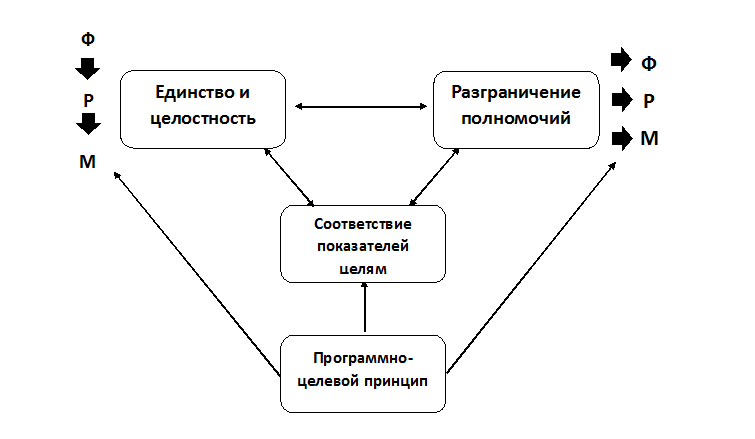 Ф
Р
М
Единство и
целостность
Разграничение
полномочий
Ф
Р
М
Соответствие
показателей
целям
Программно-
целевой принцип